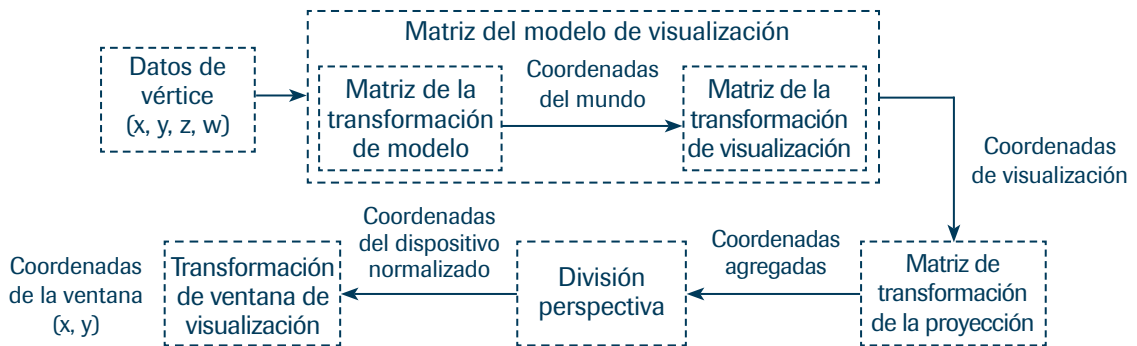 Matriz del modelo de visualización
Datos de
vértice
(x, y, z, w)
Matriz de la
transformación
de modelo
Coordenadas
del mundo
Matriz de la
transformación
de visualización
Coordenadas
de visualización
Matriz de
transformación
de la proyección
Coordenadas
agregadas
División
perspectiva
Coordenadas
del dispositivo
normalizado
Transformación
de ventana de
visualización
Coordenadas
de la ventana
(x, y)